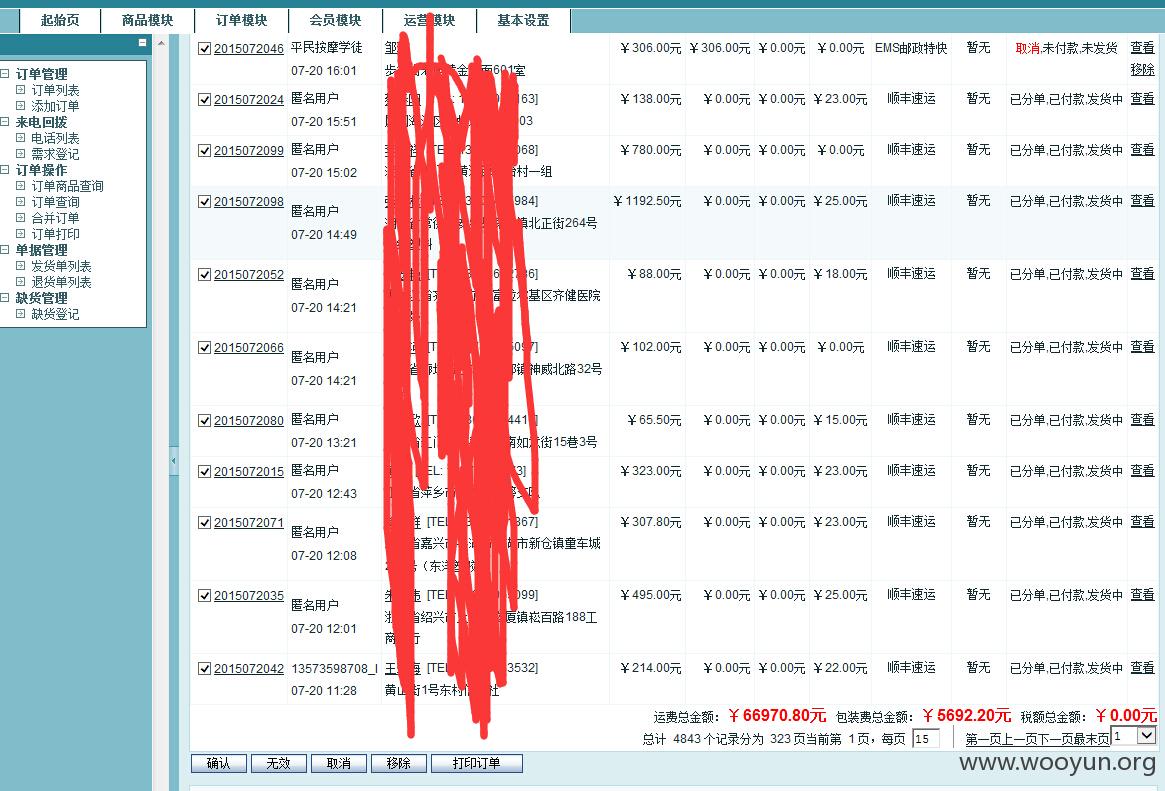 起始页 商品模块 订单模块 会员模块 运营模块 基本设置
订单管理
订单列表
添加订单
来电回拨
电话列表
需求登记
订单操作
订单商品查询
订单查询
合并订单
订单打印
单据管理
发货单列表
退货单列表
缺货管理
缺货登记
2015072046 平民按摩学徒 ￥306.00元 ￥306.00元 ￥0.00元 ￥0.00元 EMS邮政特快 暂无 取消,未付款,未发货 查看
07-20 16:01 601室 移除
2015072024 匿名用户 163] ￥138.00元 ￥0.00元 ￥0.00元 ￥23.00元 顺丰速运 暂无 已分单,已付款,发货中 查看
07-20 15:51 03
2015072099 匿名用户 068] ￥780.00元 ￥0.00元 ￥0.00元 ￥0.00元 顺丰速运 暂无 已分单,已付款,发货中 查看
07-20 15:02 村一组
2015072098 匿名用户 984] ￥1192.50元 ￥0.00元 ￥0.00元 ￥25.00元 顺丰速运 暂无 已分单,已付款,发货中 查看
07-20 14:49 镇北正街264号
2015072052 匿名用户 ￥88.00元 ￥0.00元 ￥0.00元 ￥18.00元 顺丰速运 暂无 已分单,已付款,发货中 查看
07-20 14:21 基区齐健医院
2015072066 匿名用户 ￥102.00元 ￥0.00元 ￥0.00元 ￥0.00元 顺丰速运 暂无 已分单,已付款,发货中 查看
07-20 14:21 镇神威北路32号
2015072080 匿名用户 ￥65.50元 ￥0.00元 ￥0.00元 ￥15.00元 顺丰速运 暂无 已分单,已付款,发货中 查看
07-20 13:21 街15巷3号
2015072015 匿名用户 ￥323.00元 ￥0.00元 ￥0.00元 ￥23.00元 顺丰速运 暂无 已分单,已付款,发货中 查看
07-20 12:43 省萍乡市
2015072071 匿名用户 [TEL 367] ￥307.80元 ￥0.00元 ￥0.00元 ￥23.00元 顺丰速运 暂无 已分单,已付款,发货中 查看
07-20 12:08 省嘉兴市 湖市新仓镇童车城
2015072035 匿名用户 [TEL 099] ￥495.00元 ￥0.00元 ￥0.00元 ￥25.00元 顺丰速运 暂无 已分单,已付款,发货中 查看
07-20 12:01 省绍兴市 厦镇崧百路188工
商 行
2015072042 13573598708_I 王 海 [TEL 3532] ￥214.00元 ￥0.00元 ￥0.00元 ￥22.00元 顺丰速运 暂无 已分单,已付款,发货中 查看
07-20 11:28 黄山街1号东村信 社
运费总金额：￥66970.80元 包装费总金额：￥5692.20元 税额总金额：￥0.00元
总计 4843 个记录分为 323 页当前第 1 页，每页 15 第一页上一页下一页最末页 1
确认 无效 取消 移除 打印订单
www.wooyun.org